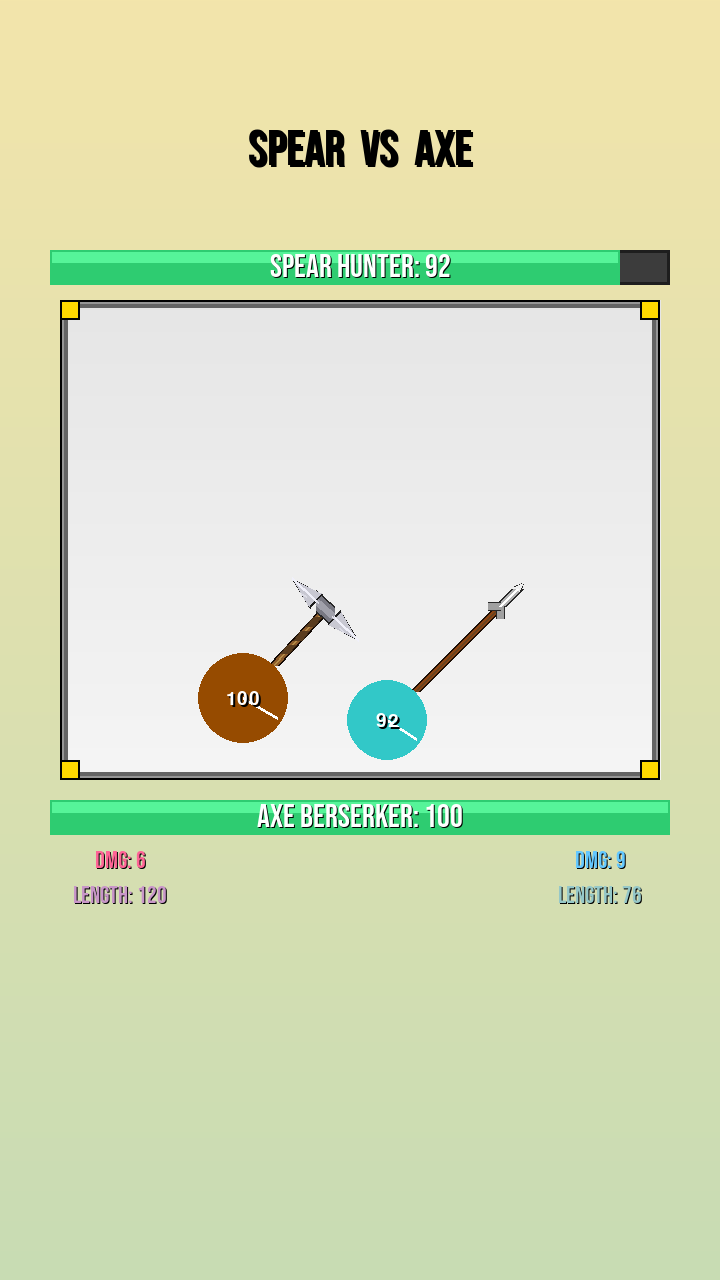 SPEAR VS AXE
SPEAR HUNTER: 92
100
92
AXE BERSERKER: 100
DMG: 6
DMG: 9
LENGTH: 120
LENGTH: 76